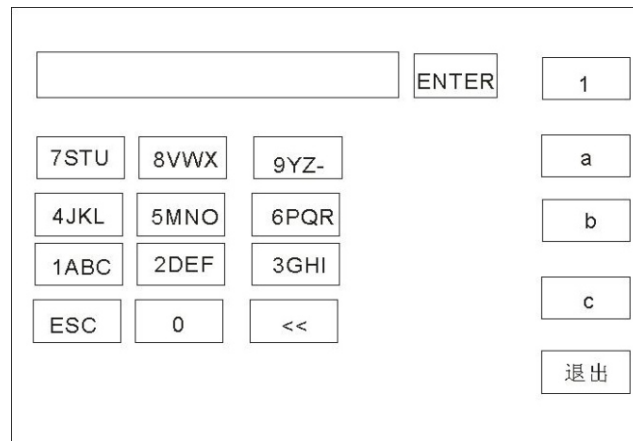 ENTER
1
7STU 8VWX 9YZ-
a
4JKL 5MNO 6PQR
b
1ABC 2DEF 3GHI
c
ESC 0 <<
退出